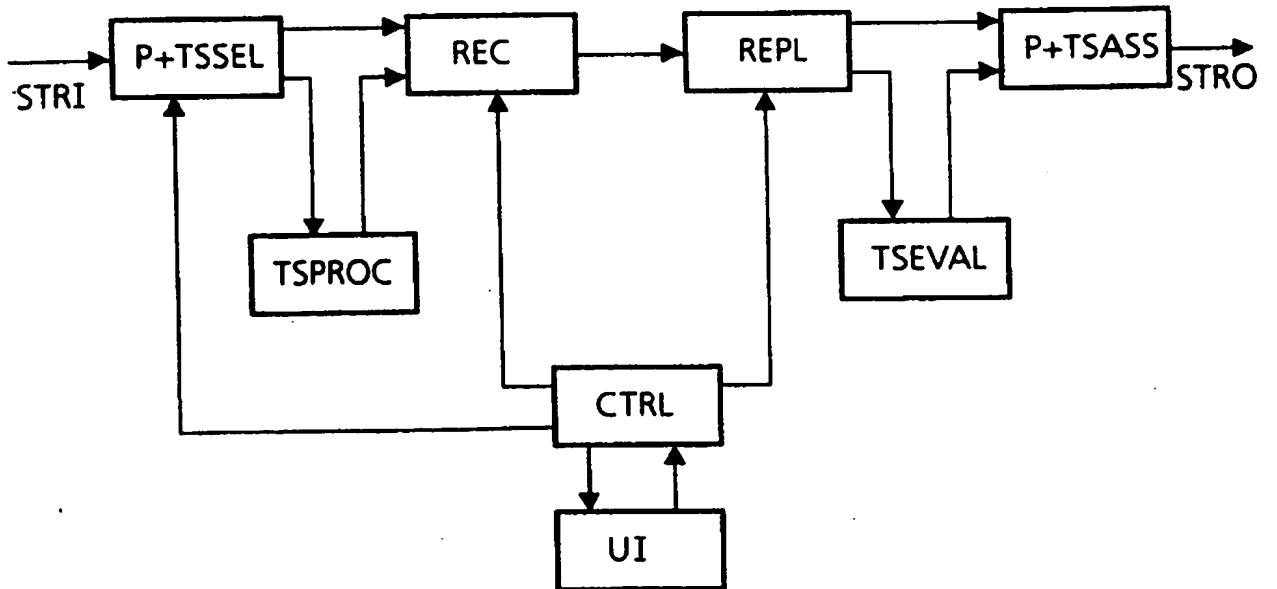 P+TSSEL
REC
REPL
P+TSASS
STRI
STRO
TSPROC
TSEVAL
CTRL
UI